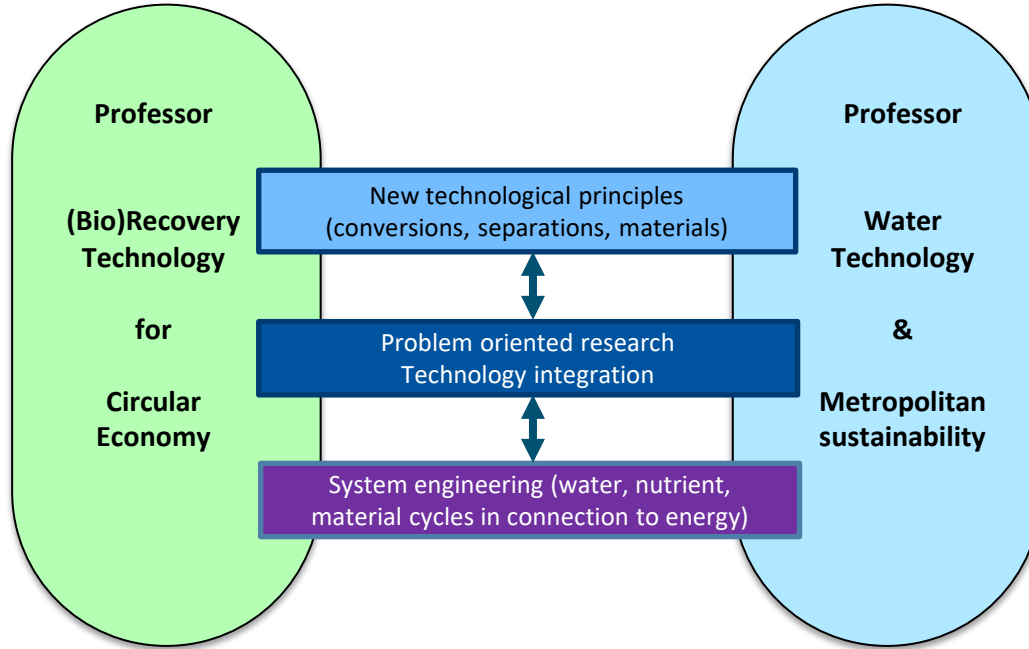 Professor
(Bio)Recovery
Technology
for
Circular
Economy
New technological principles
(conversions, separations, materials)
Problem oriented research
Technology integration
System engineering (water, nutrient,
material cycles in connection to energy)
Professor
Water
Technology
&
Metropolitan
sustainability